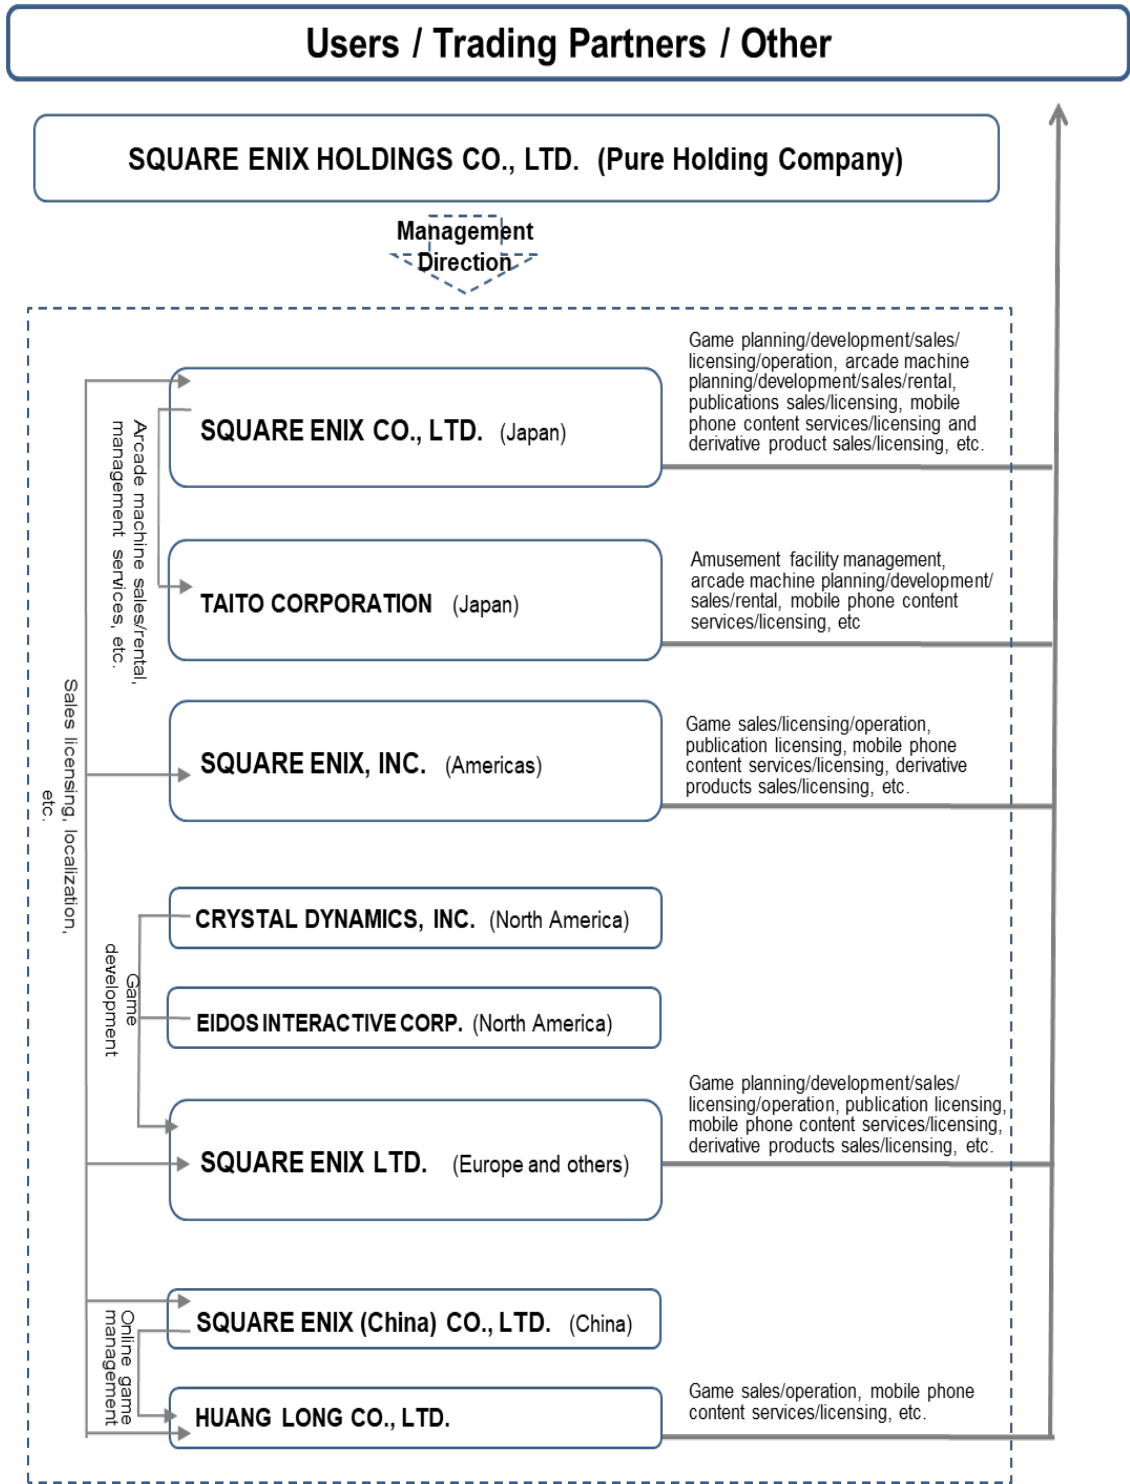 Users / Trading Partners / Other
SQUARE ENIX HOLDINGS CO., LTD. (Pure Holding Company)
Management
Direction
Game planning/development/sales/
licensing/operation, arcade machine
planning/development/sales/rental,
publications sales/licensing, mobile
phone content services/licensing and
derivative product sales/licensing, etc.
SQUARE ENIX CO., LTD. (Japan)
Arcade machine sales/rental,
management services, etc.
Amusement facility management,
arcade machine planning/development/
sales/rental, mobile phone content
services/licensing, etc
TAITO CORPORATION (Japan)
Sales licensing, localization,
etc.
Game sales/licensing/operation,
publication licensing, mobile phone
content services/licensing, derivative
products sales/licensing, etc.
SQUARE ENIX, INC. (Americas)
CRYSTAL DYNAMICS, INC. (North America)
Game
development
EIDOS INTERACTIVE CORP. (North America)
Game planning/development/sales/
licensing/operation, publication licensing,
mobile phone content services/licensing,
derivative products sales/licensing, etc.
SQUARE ENIX LTD. (Europe and others)
SQUARE ENIX (China) CO., LTD. (China)
Online game
management
Game sales/operation, mobile phone
content services/licensing, etc.
HUANG LONG CO., LTD.